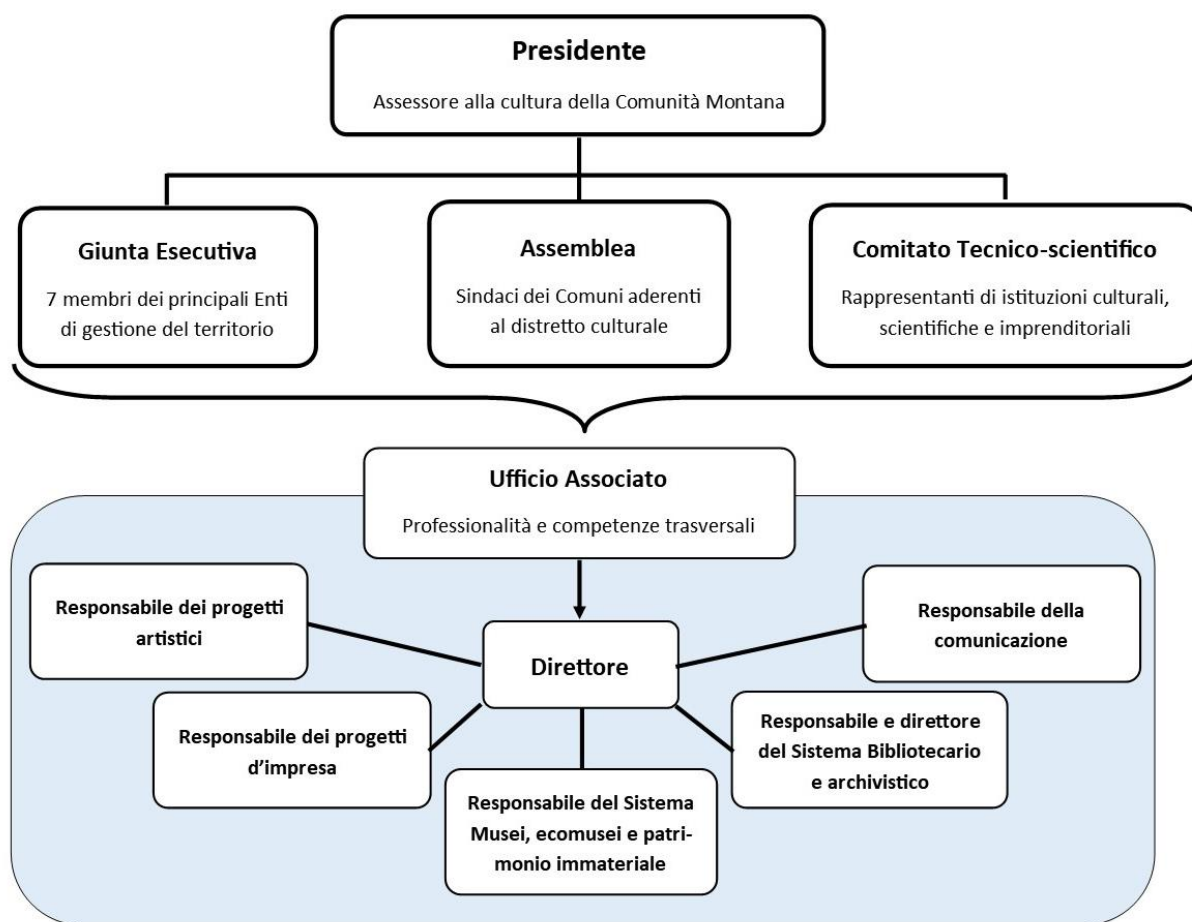 Presidente
Assessore alla cultura della Comunità Montana
Giunta Esecutiva
7 membri dei principali Enti
di gestione del territorio
Assemblea
Sindaci dei Comuni aderenti
al distretto culturale
Comitato Tecnico-scientifico
Rappresentanti di istituzioni culturali,
scientifiche e imprenditoriali
Ufficio Associato
Professionalità e competenze trasversali
Responsabile dei progetti
artistici
Responsabile della
comunicazione
Direttore
Responsabile dei progetti
d’impresa
Responsabile e direttore
del Sistema Bibliotecario
e archivistico
Responsabile del Sistema
Musei, ecomusei e patri-
monio immateriale